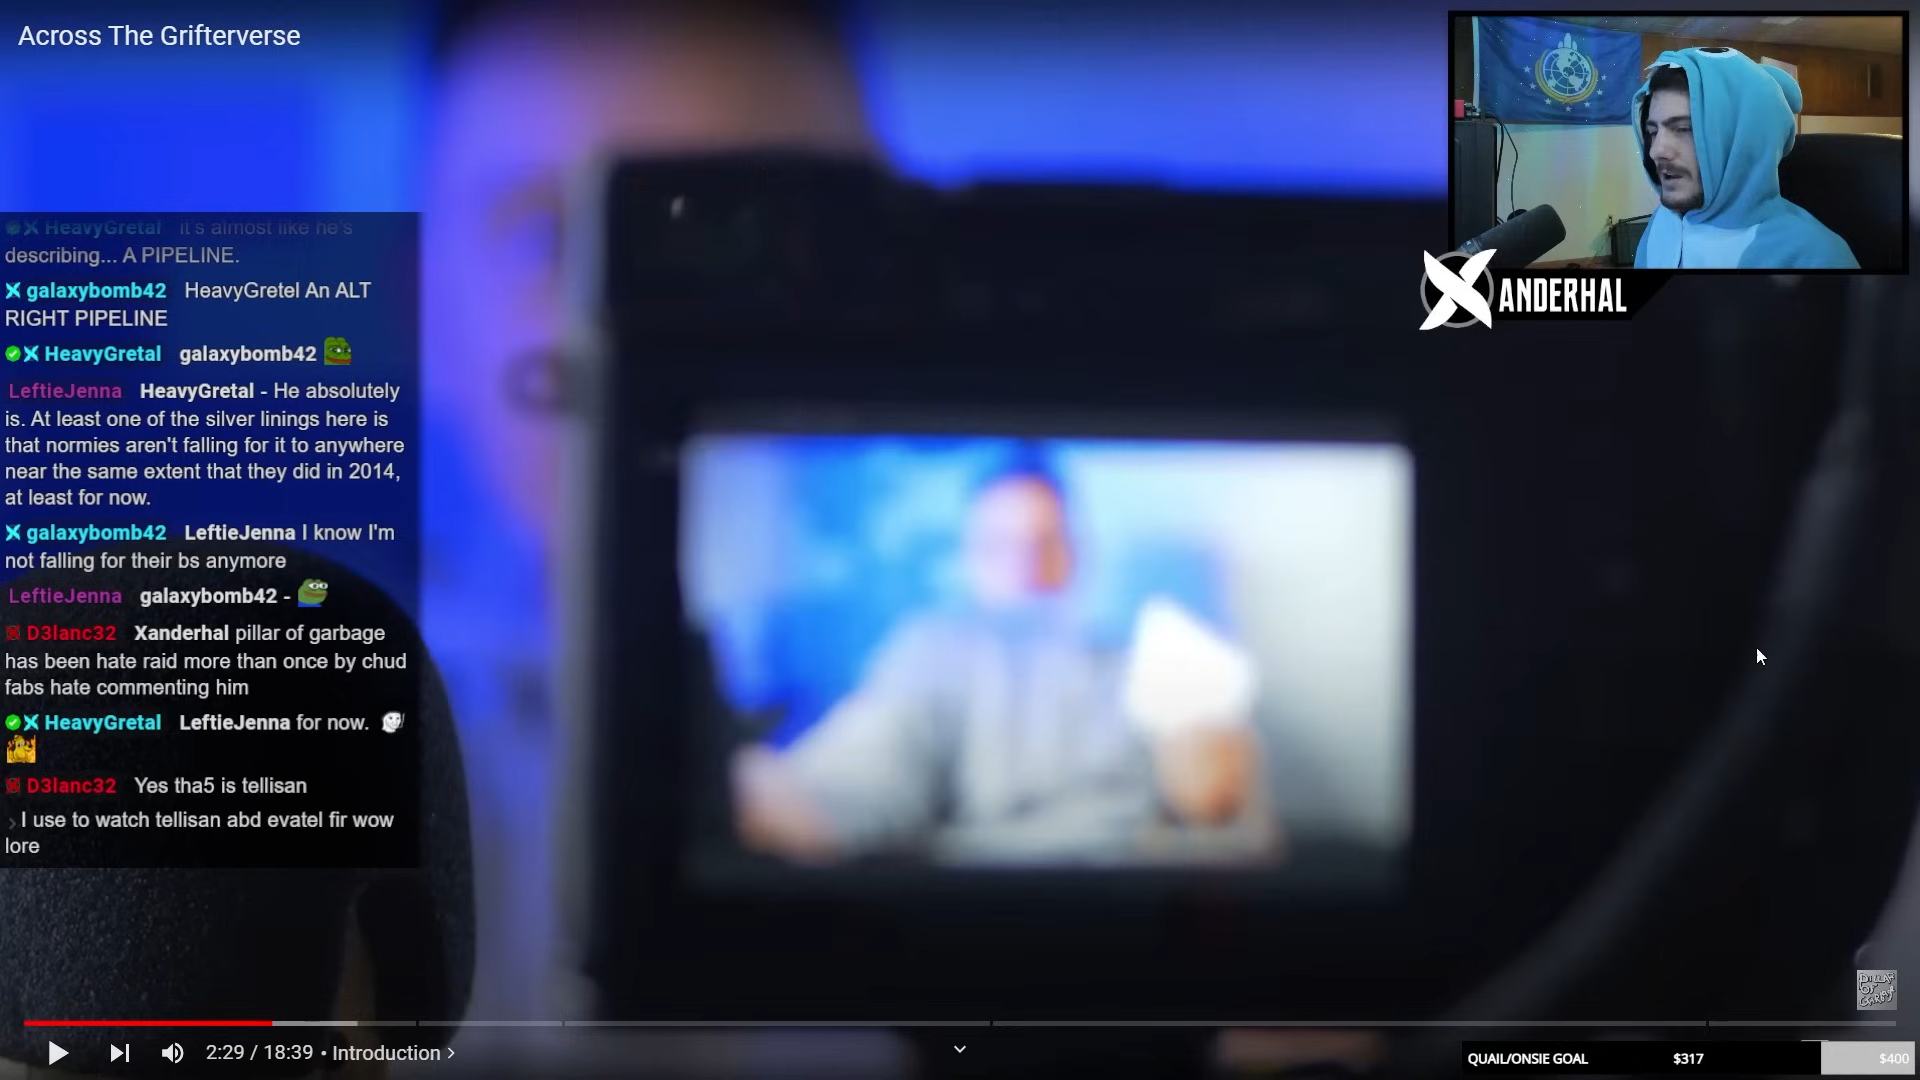 Across The Grifterverse
HeavyGretal it's almost like he's
describing... A PIPELINE.
galaxybomb42 HeavyGretel An ALT
RIGHT PIPELINE
HeavyGretal galaxybomb42
LeftieJenna HeavyGretal - He absolutely
is. At least one of the silver linings here is
that normies aren't falling for it to anywhere
near the same extent that they did in 2014,
at least for now.
galaxybomb42 LeftieJenna I know I'm
not falling for their bs anymore
LeftieJenna galaxybomb42 -
D3lanc32 Xanderhal pillar of garbage
has been hate raid more than once by chud
fabs hate commenting him
HeavyGretal LeftieJenna for now.
D3lanc32 Yes tha5 is tellisan
I use to watch tellisan abd evatel fir wow
lore
XANDERHAL
PILLAR
OF
GARBAGE
2:29 / 18:39 • Introduction >
QUAIL/ONSIE GOAL $317 $400